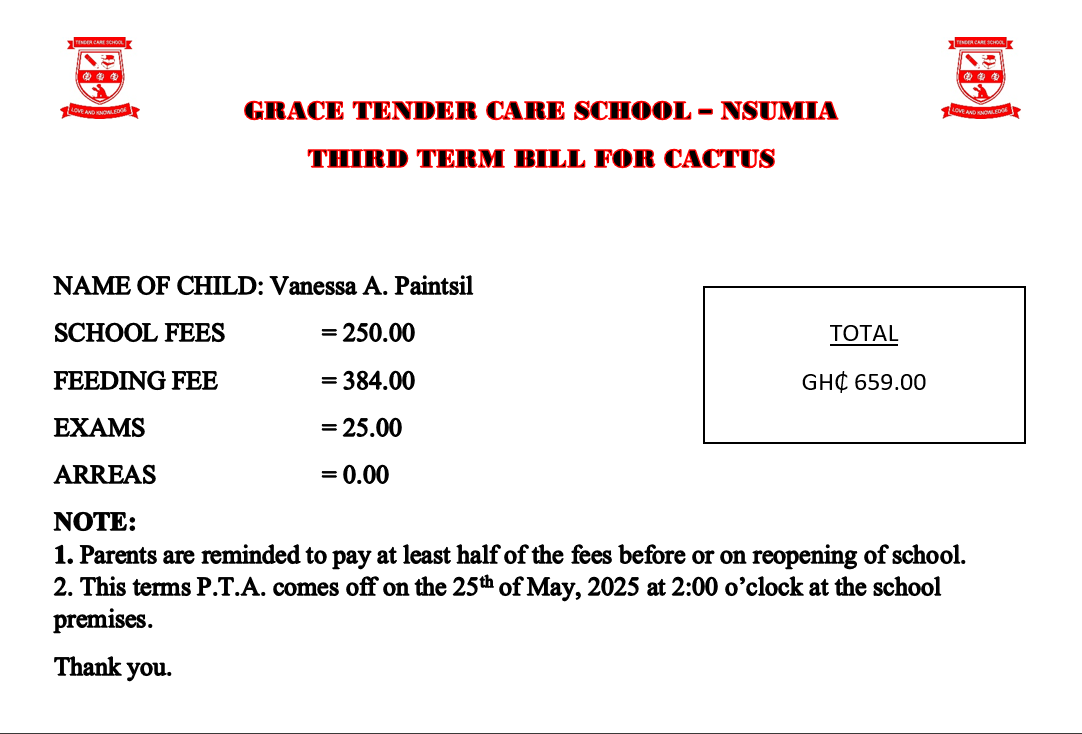 TENDER CARE SCHOOL
LOVE AND KNOWLEDGE
TENDER CARE SCHOOL
LOVE AND KNOWLEDGE
GRACE TENDER CARE SCHOOL – NSUMIA
THIRD TERM BILL FOR CACTUS
NAME OF CHILD: Vanessa A. Paintsil
SCHOOL FEES = 250.00
FEEDING FEE = 384.00
EXAMS = 25.00
ARREAS = 0.00
TOTAL
GH₵ 659.00
NOTE:
1. Parents are reminded to pay at least half of the fees before or on reopening of school.
2. This terms P.T.A. comes off on the 25th of May, 2025 at 2:00 o’clock at the school
premises.
Thank you.